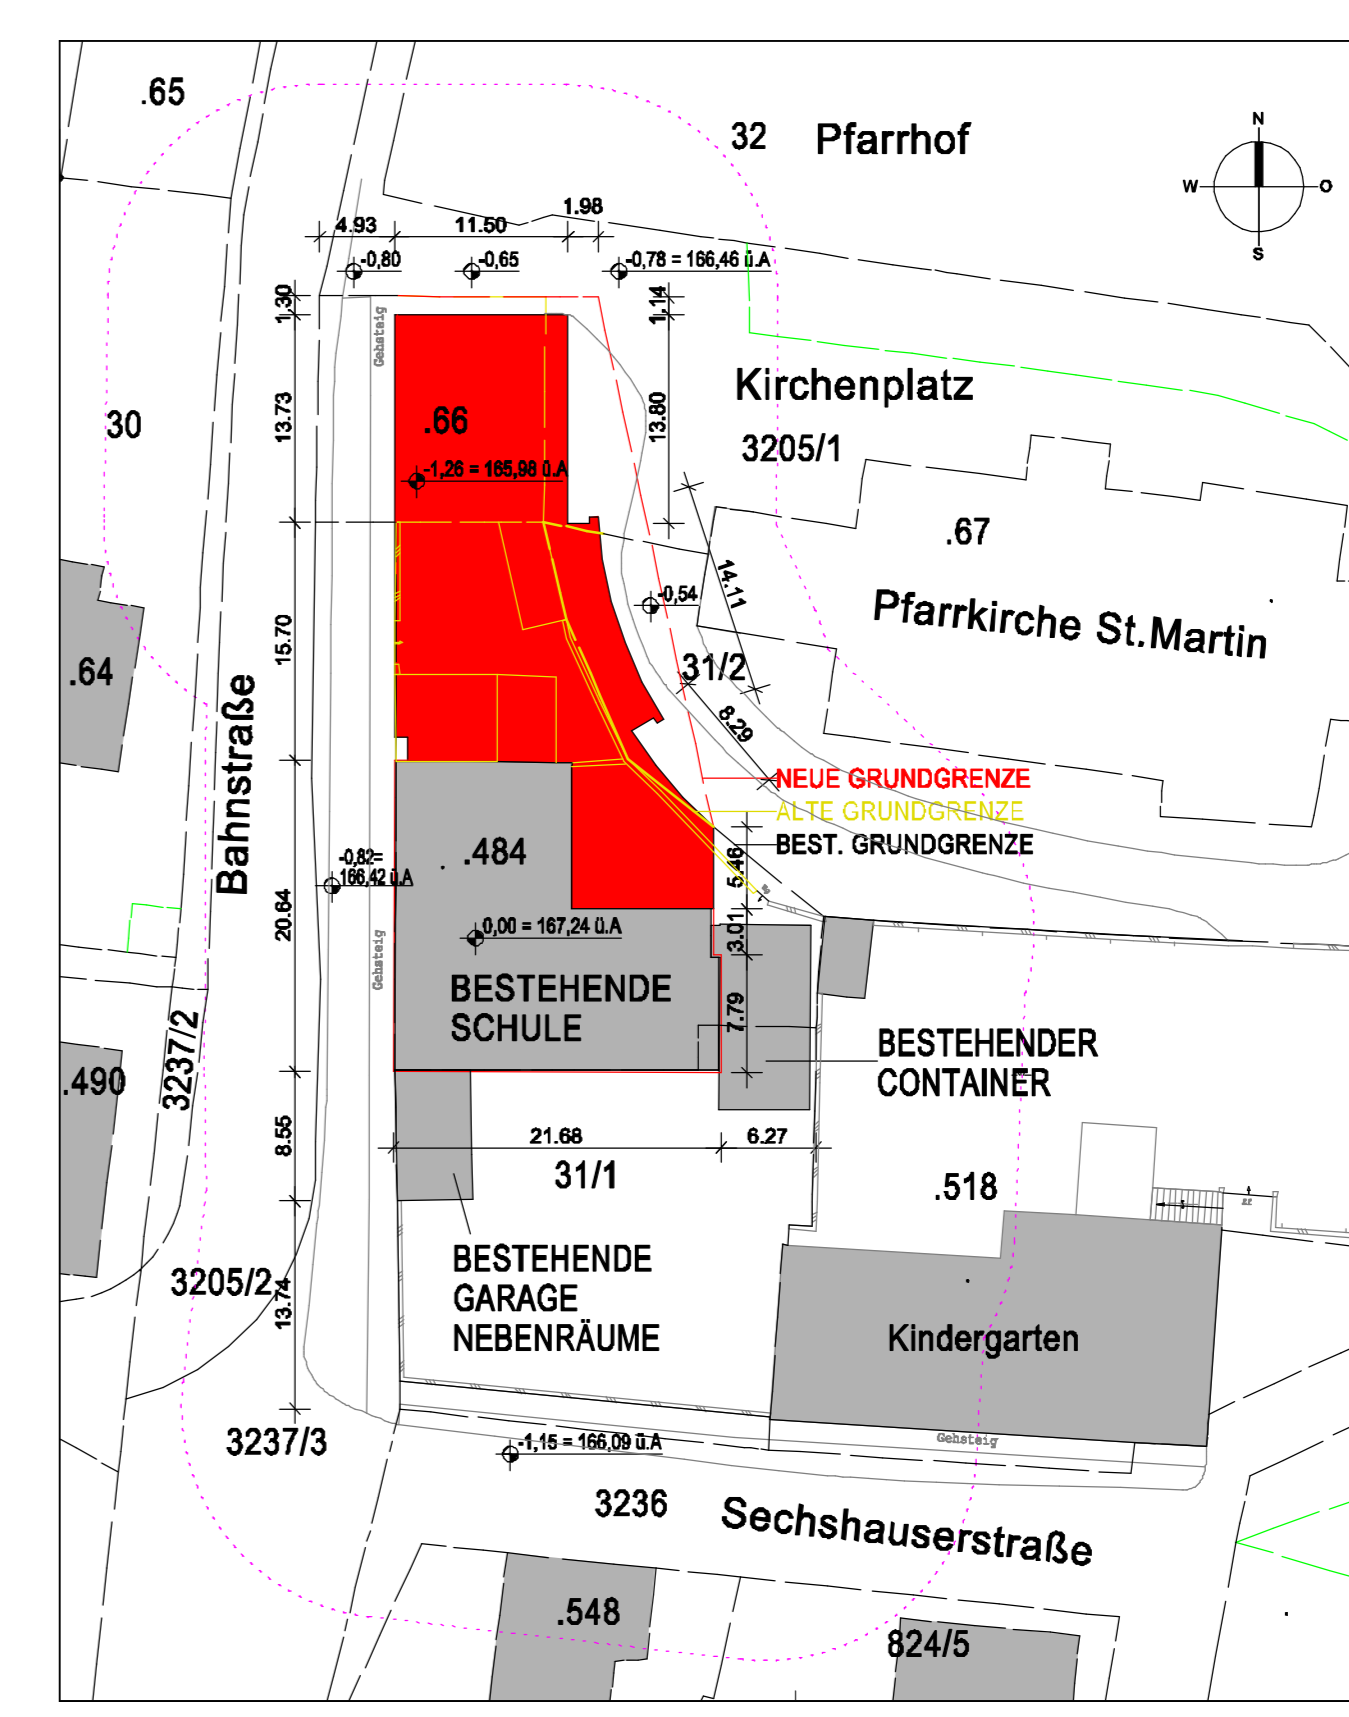 .65
32 Pfarrhof
N
W
O
S
1.98
4.93
11.50
-0,80
-0,65
-0,78 = 166,46 ü.A
1,30
1,14
Gehsteig
Kirchenplatz
3205/1
30
13.73
.66
13.80
-1,26 = 165,98 ü.A
.67
14.11
-0,54
Pfarrkirche St.Martin
15.70
31/2
.64
8.29
Bahnstraße
NEUE GRUNDGRENZE
ALTE GRUNDGRENZE
BEST. GRUNDGRENZE
.484
5.46
-0,82=
166,42 ü.A
20.64
0,00 = 167,24 ü.A
3.01
Gehsteig
BESTEHENDE
SCHULE
7.79
3237/2
BESTEHENDER
CONTAINER
.490
8.55
21.68
6.27
31/1
.518
BESTEHENDE
GARAGE
NEBENRÄUME
3205/2
13.74
Kindergarten
3237/3
-1,15 = 166,09 ü.A
Gehsteig
3236
Sechshauserstraße
.548
824/5